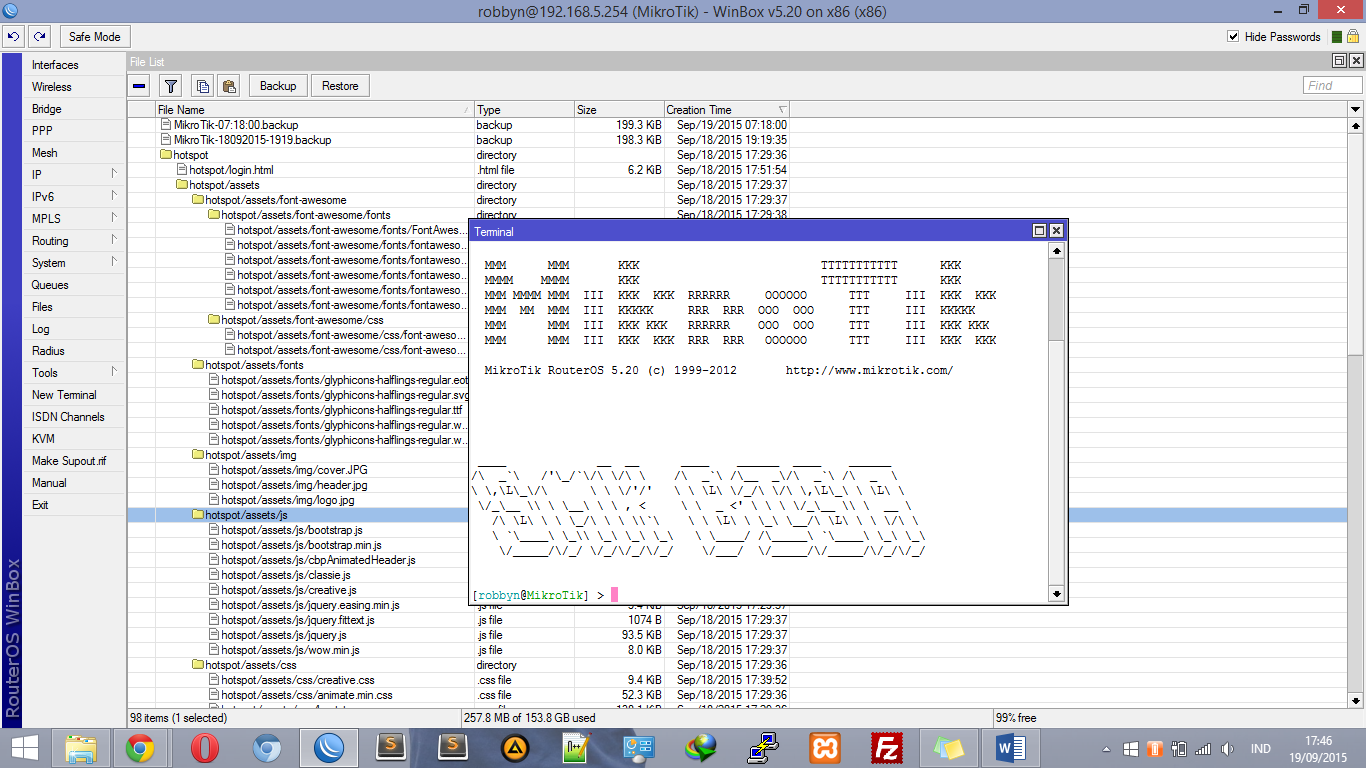 robbyn@192.168.5.254 (MikroTik) - WinBox v5.20 on x86 (x86)
Safe Mode
Hide Passwords
Interfaces
Wireless
Bridge
PPP
Mesh
IP
IPv6
MPLS
Routing
System
Queues
Files
Log
Radius
Tools
New Terminal
ISDN Channels
KVM
Make Supout.rif
Manual
Exit
RouterOS WinBox
File List
Backup Restore
Find
File Name Type Size Creation Time
MikroTik-07:18:00.backup backup 199.3 KiB Sep/19/2015 07:18:00
MikroTik-18092015-1919.backup backup 198.3 KiB Sep/18/2015 19:19:35
hotspot directory Sep/18/2015 17:29:36
hotspot/login.html .html file 6.2 KiB Sep/18/2015 17:51:54
hotspot/assets directory Sep/18/2015 17:29:37
hotspot/assets/font-awesome directory Sep/18/2015 17:29:37
hotspot/assets/font-awesome/fonts directory Sep/18/2015 17:29:38
hotspot/assets/font-awesome/fonts/FontAwes...
hotspot/assets/font-awesome/fonts/fontaweso...
hotspot/assets/font-awesome/fonts/fontaweso...
hotspot/assets/font-awesome/fonts/fontaweso...
hotspot/assets/font-awesome/fonts/fontaweso...
hotspot/assets/font-awesome/fonts/fontaweso...
hotspot/assets/font-awesome/css
hotspot/assets/font-awesome/css/font-aweso...
hotspot/assets/font-awesome/css/font-aweso...
hotspot/assets/fonts
hotspot/assets/fonts/glyphicons-halflings-regular.eot
hotspot/assets/fonts/glyphicons-halflings-regular.svg
hotspot/assets/fonts/glyphicons-halflings-regular.ttf
hotspot/assets/fonts/glyphicons-halflings-regular.w...
hotspot/assets/fonts/glyphicons-halflings-regular.w...
hotspot/assets/img
hotspot/assets/img/cover.JPG
hotspot/assets/img/header.jpg
hotspot/assets/img/logo.jpg
hotspot/assets/js
hotspot/assets/js/bootstrap.js
hotspot/assets/js/bootstrap.min.js
hotspot/assets/js/cbpAnimatedHeader.js
hotspot/assets/js/classie.js
hotspot/assets/js/creative.js
hotspot/assets/js/jquery.easing.min.js .js file Sep/18/2015 17:29:37
hotspot/assets/js/jquery.fittext.js .js file 1074 B Sep/18/2015 17:29:37
hotspot/assets/js/jquery.js .js file 93.5 KiB Sep/18/2015 17:29:37
hotspot/assets/js/wow.min.js .js file 8.0 KiB Sep/18/2015 17:29:37
hotspot/assets/css directory Sep/18/2015 17:29:36
hotspot/assets/css/creative.css .css file 9.4 KiB Sep/18/2015 17:39:52
hotspot/assets/css/animate.min.css .css file 52.3 KiB Sep/18/2015 17:29:36
Terminal
MMM MMM KKK TTTTTTTTTTT KKK
MMMM MMMM KKK TTTTTTTTTTT KKK
MMM MMMM MMM III KKK KKK RRRRRR OOOOOO TTT III KKK KKK
MMM MM MMM III KKKKK RRR RRR OOO OOO TTT III KKKKK
MMM MMM III KKK KKK RRRRRR OOO OOO TTT III KKK KKK
MMM MMM III KKK KKK RRR RRR OOOOOO TTT III KKK KKK
MikroTik RouterOS 5.20 (c) 1999-2012 http://www.mikrotik.com/
[robbyn@MikroTik] >
98 items (1 selected) 257.8 MB of 153.8 GB used 99% free
IND
17:46
19/09/2015